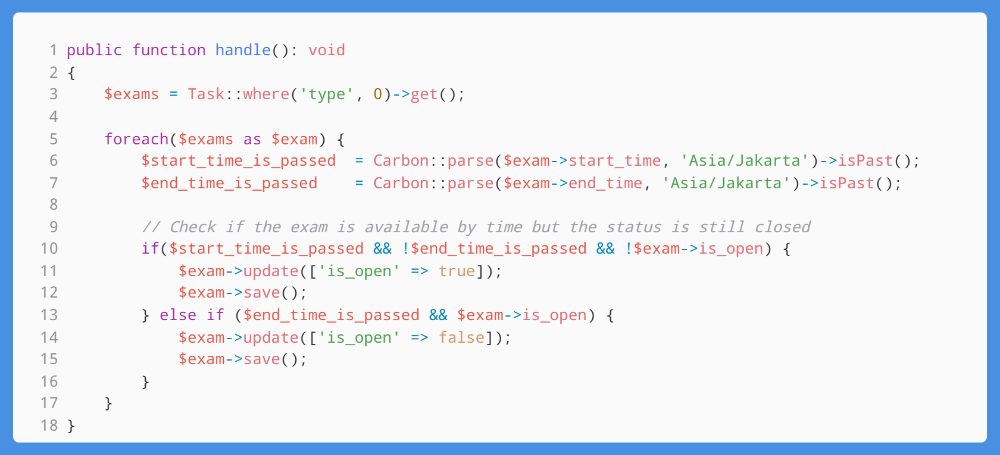 1 public function handle(): void
2 {
3     $exams = Task::where('type', 0)->get();
4
5     foreach($exams as $exam) {
6         $start_time_is_passed  = Carbon::parse($exam->start_time, 'Asia/Jakarta')->isPast();
7         $end_time_is_passed    = Carbon::parse($exam->end_time, 'Asia/Jakarta')->isPast();
8
9         // Check if the exam is available by time but the status is still closed
10         if($start_time_is_passed && !$end_time_is_passed && !$exam->is_open) {
11             $exam->update(['is_open' => true]);
12             $exam->save();
13         } else if ($end_time_is_passed && $exam->is_open) {
14             $exam->update(['is_open' => false]);
15             $exam->save();
16         }
17     }
18 }